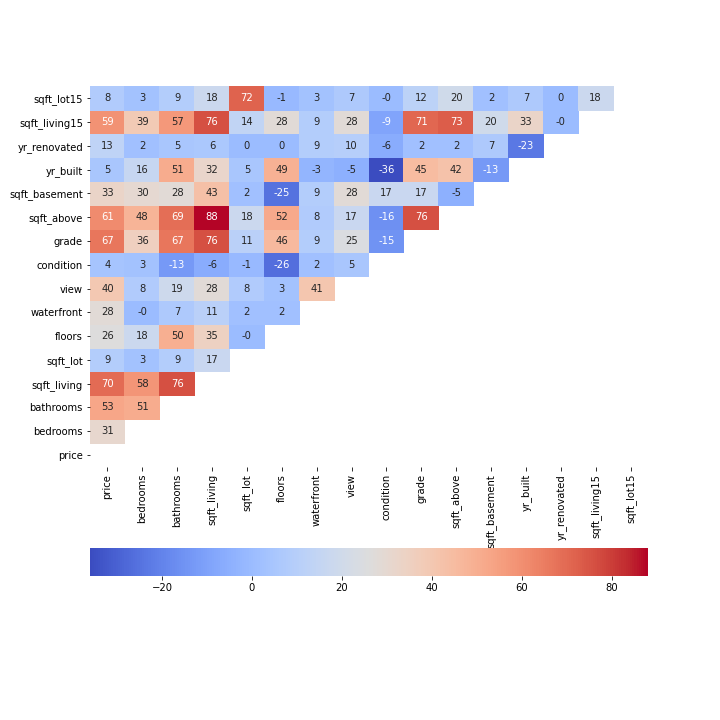 sqft_lot15 8 3 9 18 72 -1 3 7 -0 12 20 2 7 0 18
sqft_living15 59 39 57 76 14 28 9 28 -9 71 73 20 33 -0
yr_renovated 13 2 5 6 0 0 9 10 -6 2 2 7 -23
yr_built 5 16 51 32 5 49 -3 -5 -36 45 42 -13
sqft_basement 33 30 28 43 2 -25 9 28 17 17 -5
sqft_above 61 48 69 88 18 52 8 17 -16 76
grade 67 36 67 76 11 46 9 25 -15
condition 4 3 -13 -6 -1 -26 2 5
view 40 8 19 28 8 3 41
waterfront 28 -0 7 11 2 2
floors 26 18 50 35 -0
sqft_lot 9 3 9 17
sqft_living 70 58 76
bathrooms 53 51
bedrooms 31
price
price bedrooms bathrooms sqft_living sqft_lot floors waterfront view condition grade sqft_above sqft_basement yr_built yr_renovated sqft_living15 sqft_lot15
−20 0 20 40 60 80